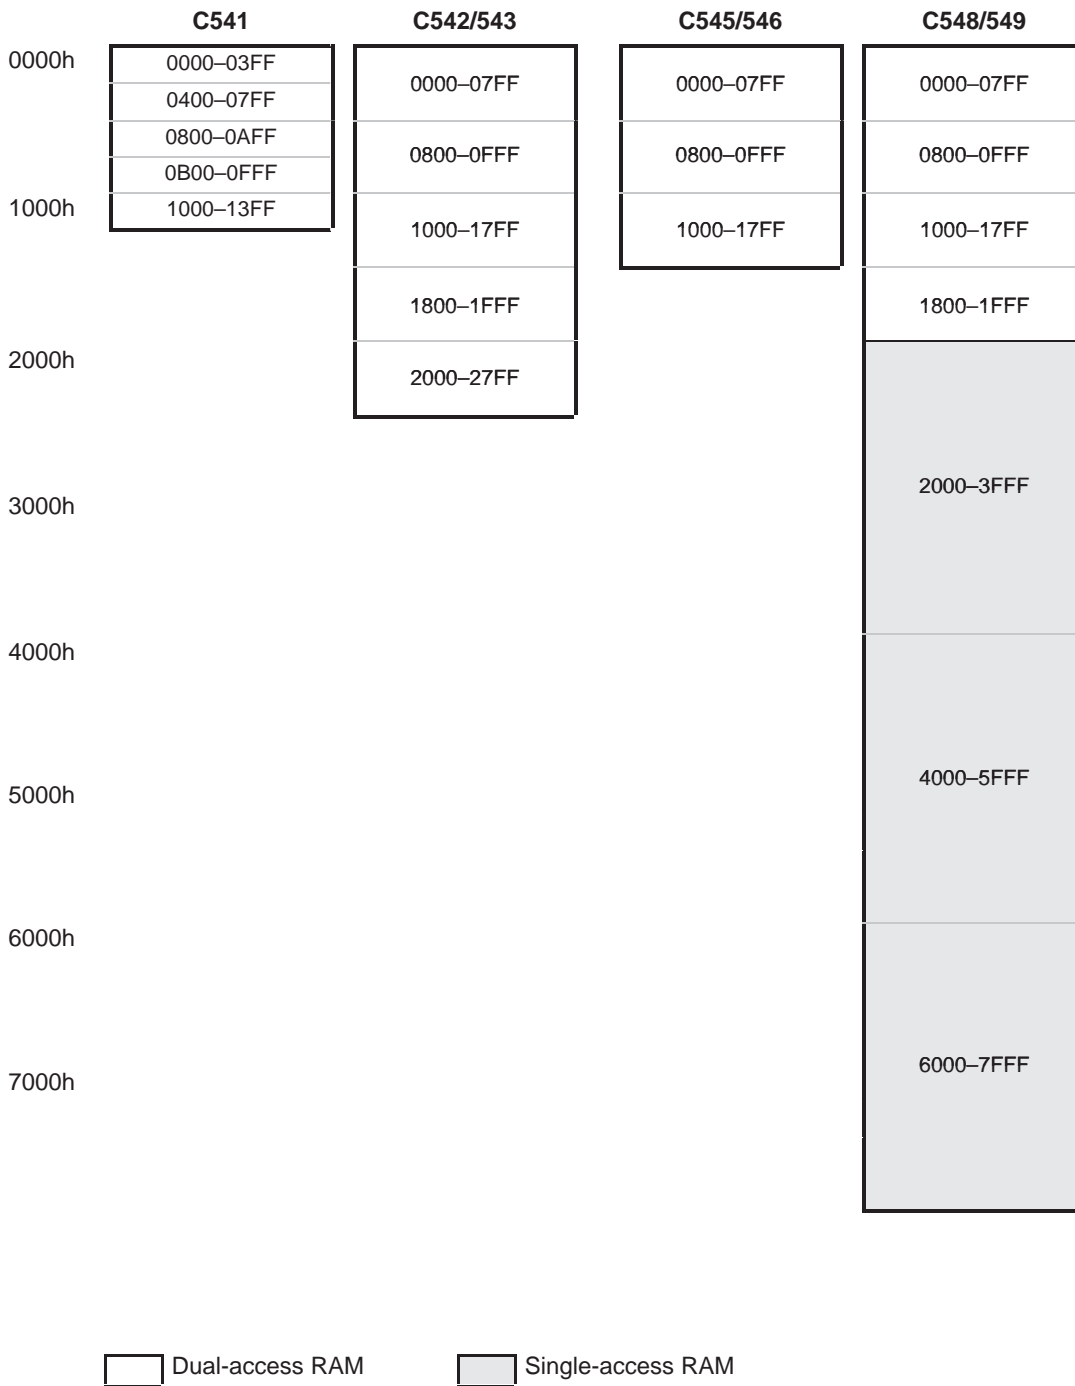 C541 C542/543 C545/546 C548/549
0000h 0000–03FF 0000–07FF 0000–07FF 0000–07FF
0400–07FF
0800–0AFF 0800–0FFF 0800–0FFF 0800–0FFF
0B00–0FFF
1000h 1000–13FF 1000–17FF 1000–17FF 1000–17FF
1800–1FFF 1800–1FFF
2000h 2000–27FF
3000h 2000–3FFF
4000h
5000h 4000–5FFF
6000h
7000h 6000–7FFF
Dual-access RAM Single-access RAM